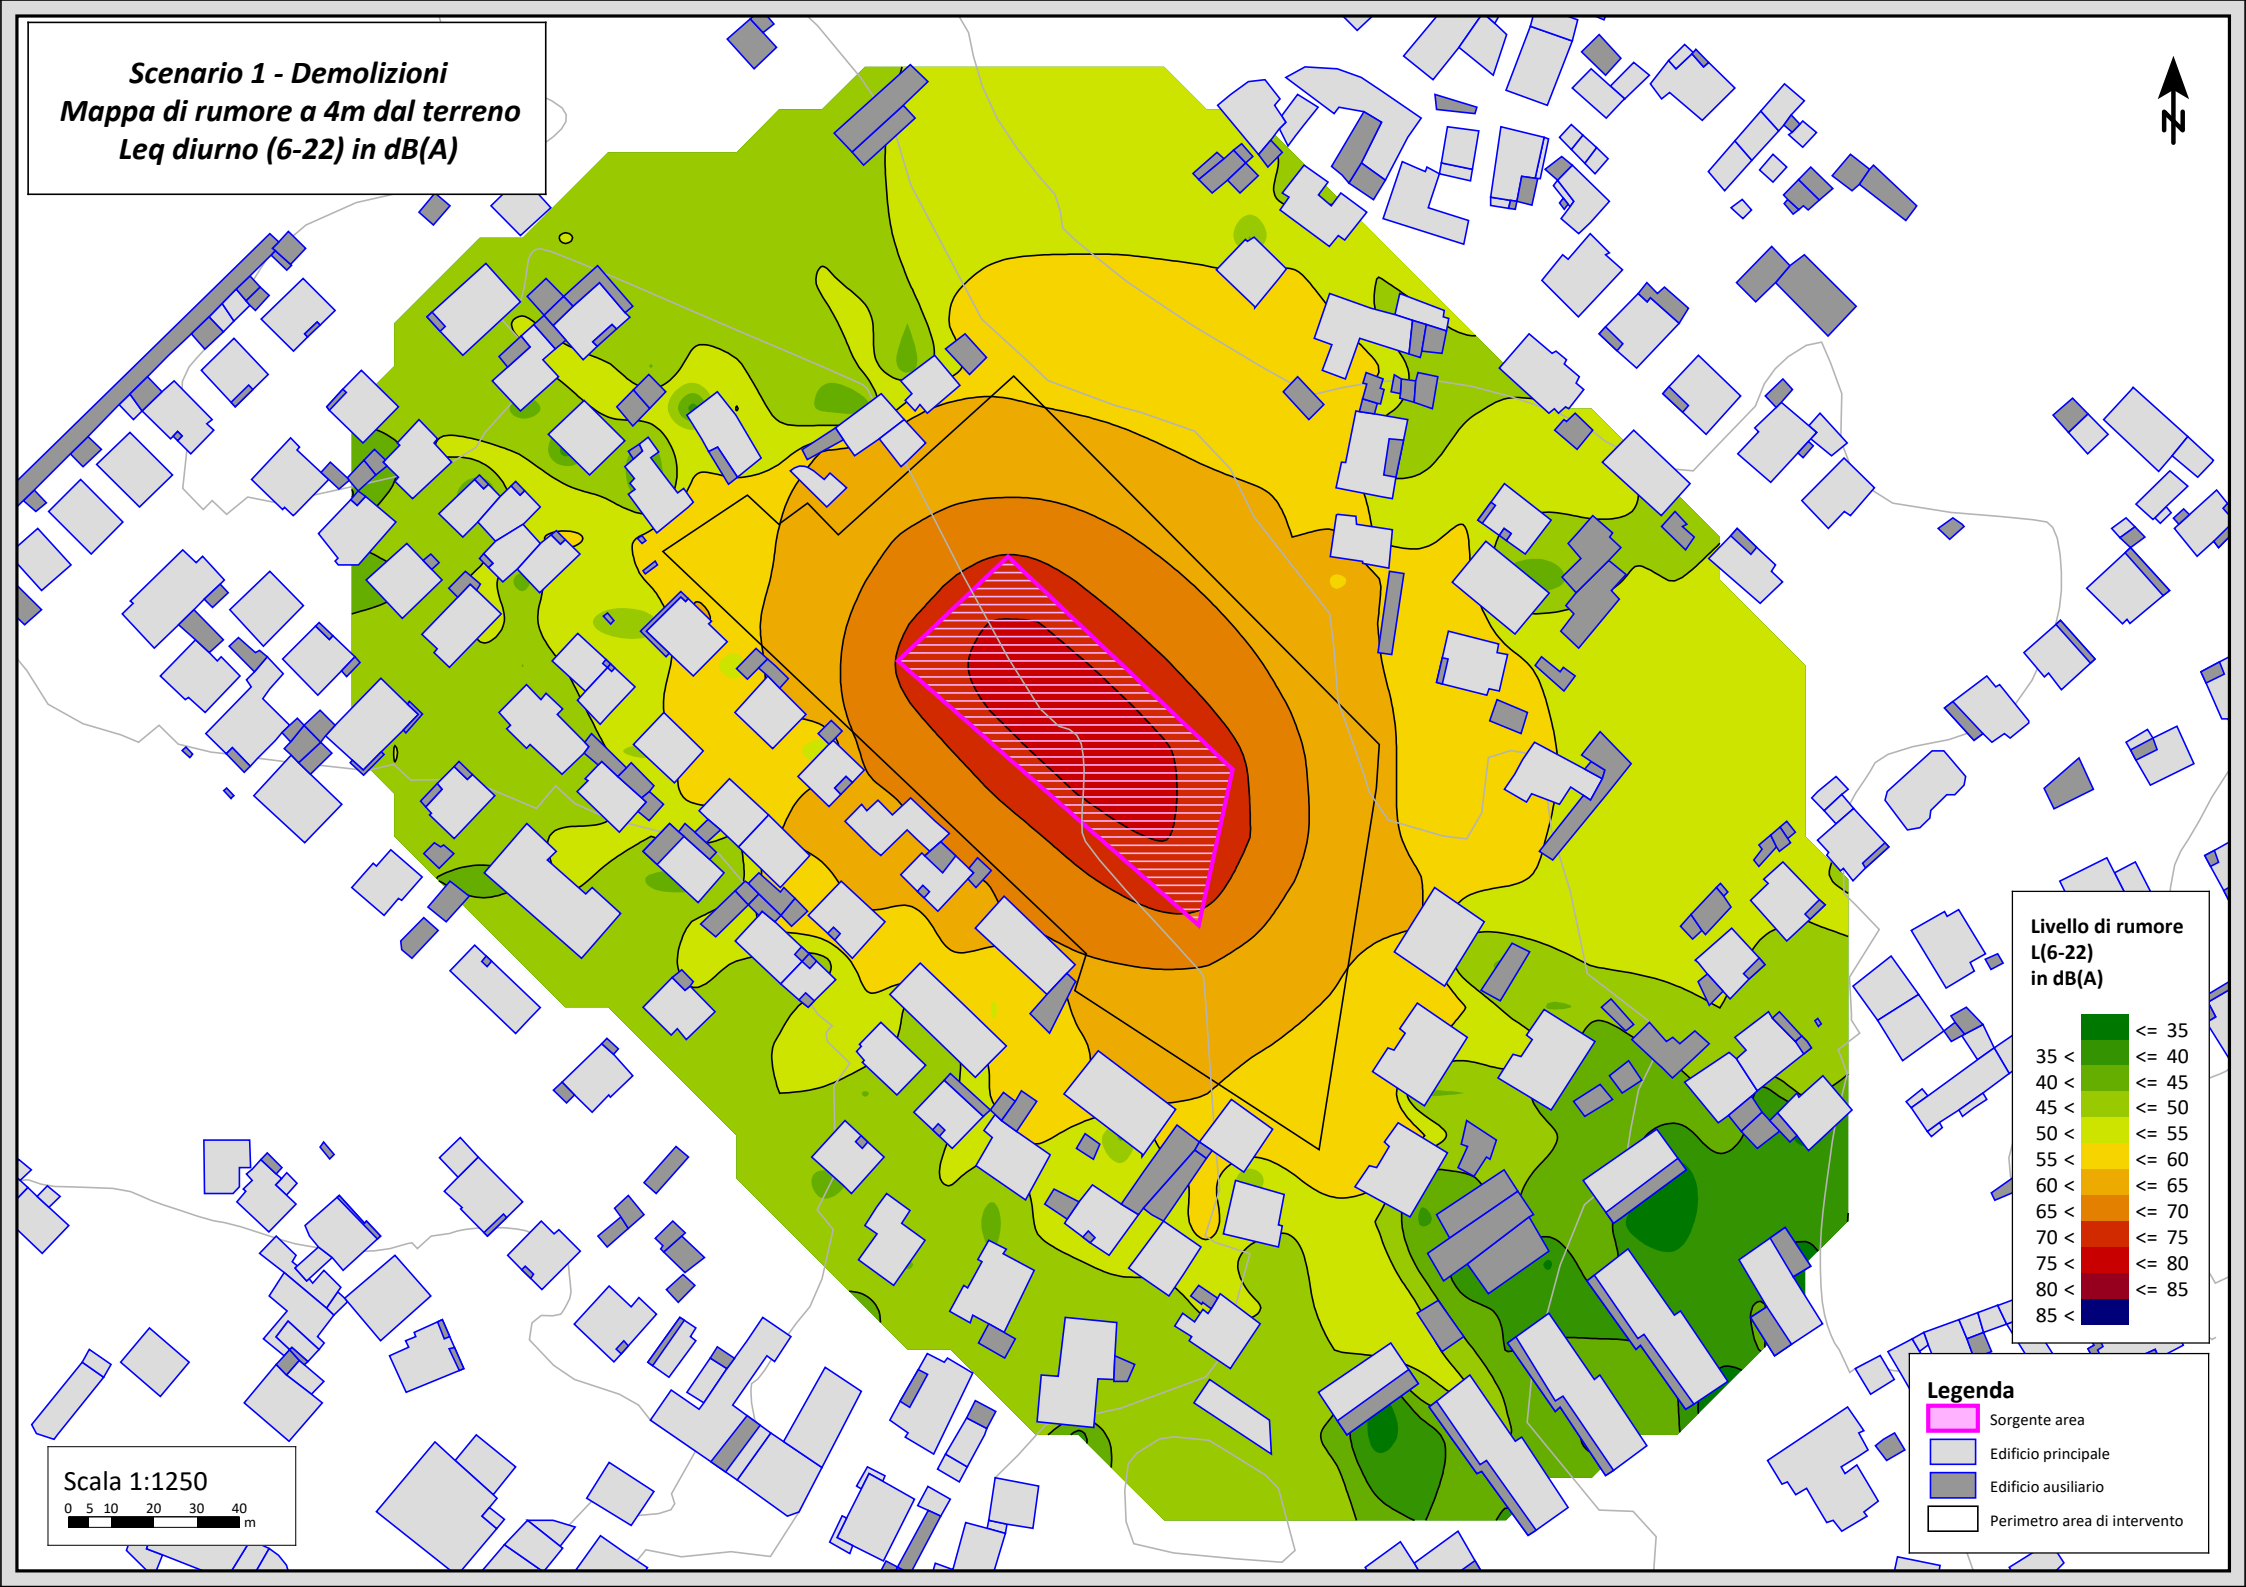 Scenario 1 - Demolizioni
Mappa di rumore a 4m dal terreno
Leq diurno (6-22) in dB(A)
N
Livello di rumore
L(6-22)
in dB(A)
<= 35
35 < <= 40
40 < <= 45
45 < <= 50
50 < <= 55
55 < <= 60
60 < <= 65
65 < <= 70
70 < <= 75
75 < <= 80
80 < <= 85
85 <
Legenda
Sorgente area
Edificio principale
Edificio ausiliario
Perimetro area di intervento
Scala 1:1250
0 5 10 20 30 40
m